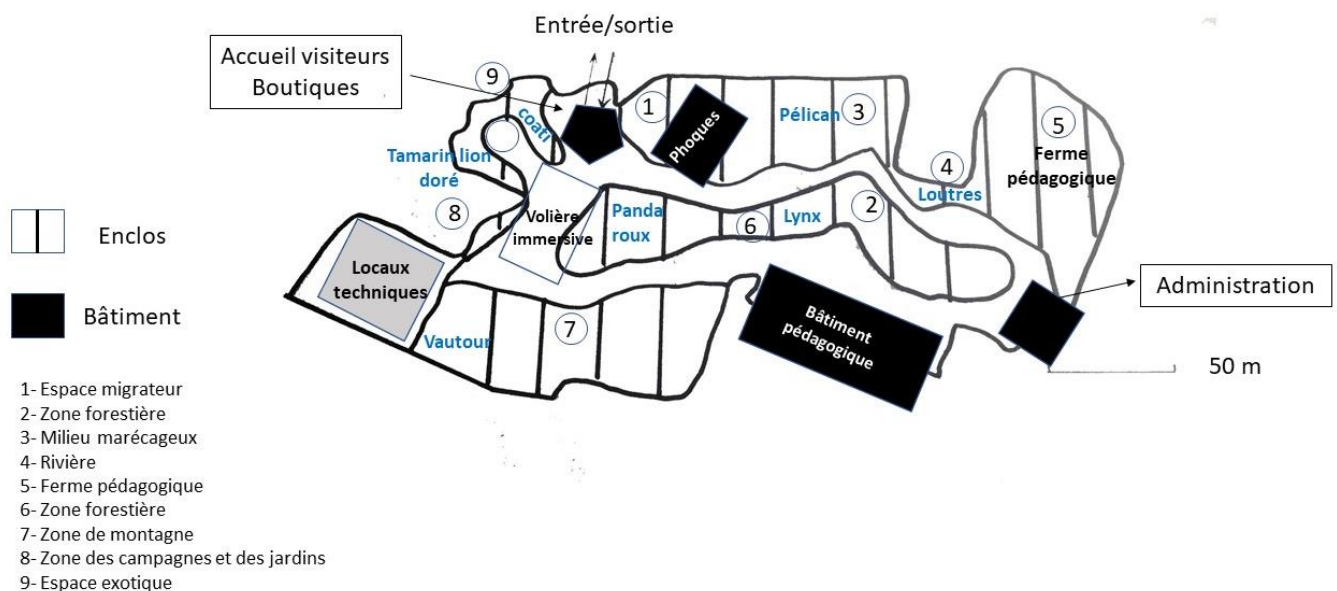 Entrée/sortie
Accueil visiteurs
Boutiques
9
coati
1
Phoques
Pélican
3
5
Ferme
pédagogique
4
Loutres
Tamarin lion
doré
8
Volière
immersive
Panda
roux
6
Lynx
2
Enclos
Locaux
techniques
Administration
Bâtiment
Vautour
7
Bâtiment
pédagogique
50 m
1- Espace migrateur
2- Zone forestière
3- Milieu marécageux
4- Rivière
5- Ferme pédagogique
6- Zone forestière
7- Zone de montagne
8- Zone des campagnes et des jardins
9- Espace exotique